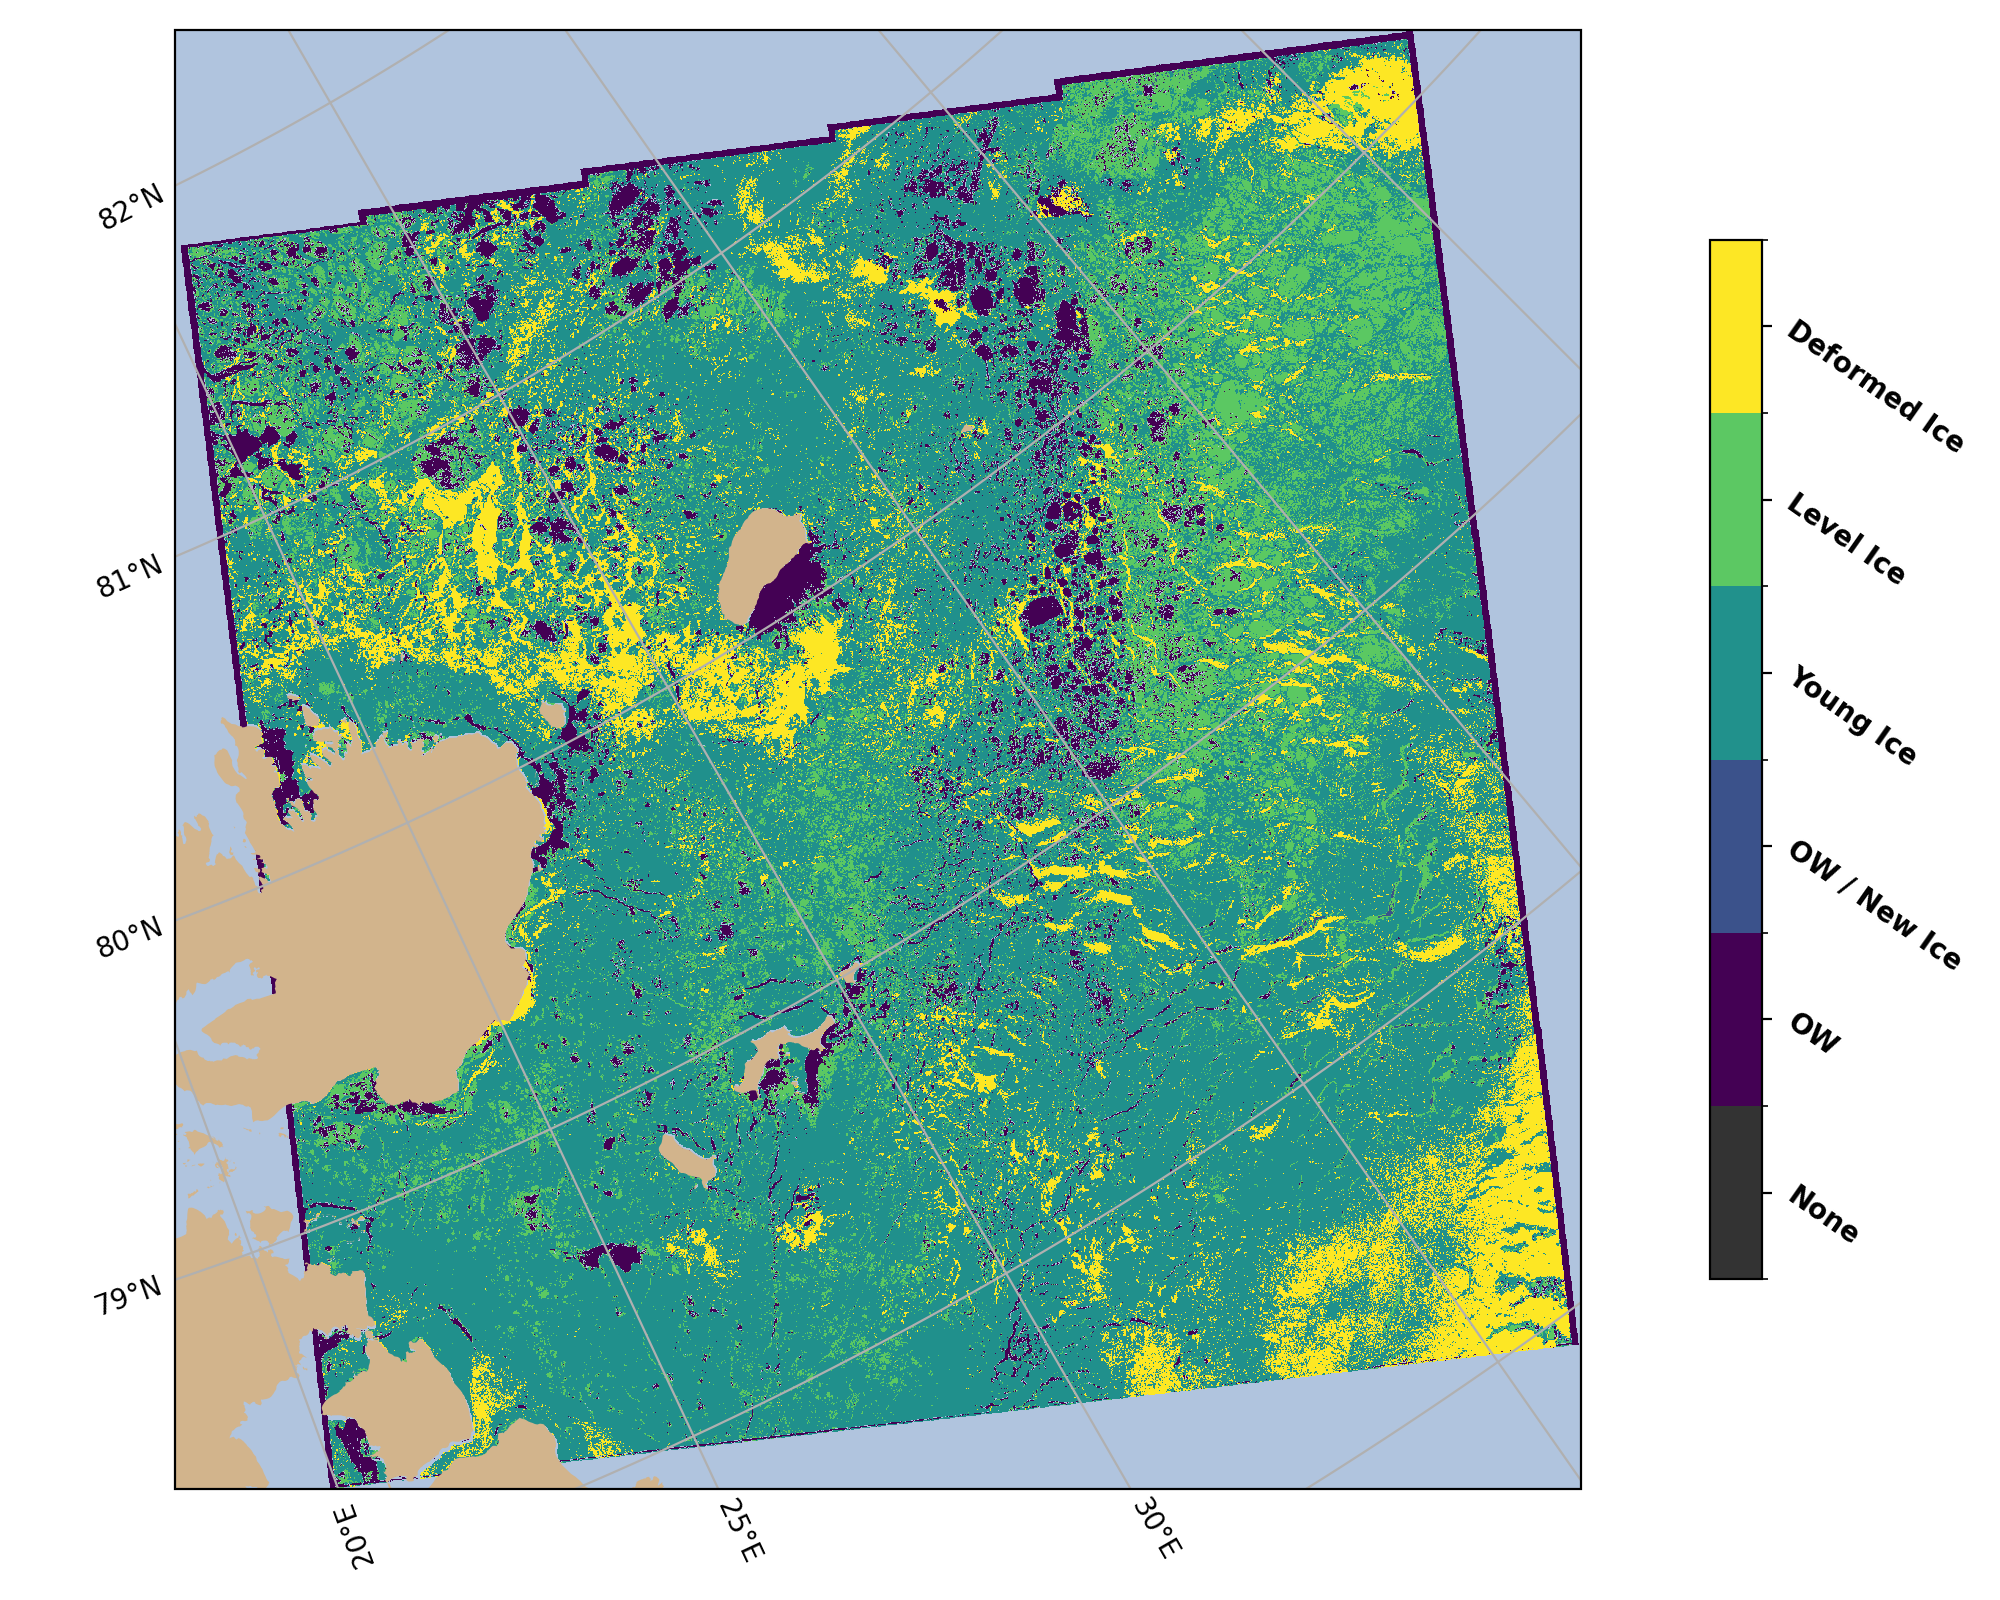 82°N
81°N
80°N
79°N
20°E
25°E
30°E
Deformed Ice
Level Ice
Young Ice
OW / New Ice
OW
None